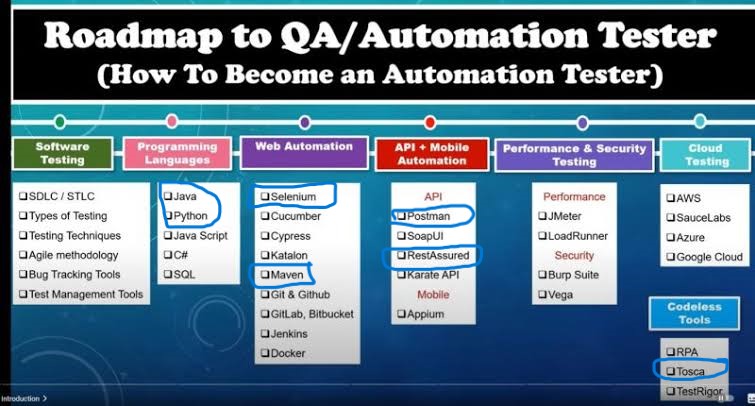 Roadmap to QA/Automation Tester
(How To Become an Automation Tester)
Software
Testing
❑SDLC / STLC
❑Types of Testing
❑Testing Techniques
❑Agile methodology
❑Bug Tracking Tools
❑Test Management Tools
Programming
Languages
❑Java
❑Python
❑Java Script
❑C#
❑SQL
Web Automation
❑Selenium
❑Cucumber
❑Cypress
❑Katalon
❑Maven
❑Git & Github
❑GitLab, Bitbucket
❑Jenkins
❑Docker
API + Mobile
Automation
API
❑Postman
❑SoapUI
❑RestAssured
❑Karate API
Mobile
❑Appium
Performance & Security
Testing
Performance
❑JMeter
❑LoadRunner
Security
❑Burp Suite
❑Vega
Cloud
Testing
❑AWS
❑SauceLabs
❑Azure
❑Google Cloud
Codeless
Tools
❑RPA
❑Tosca
❑TestRigor
Introduction >